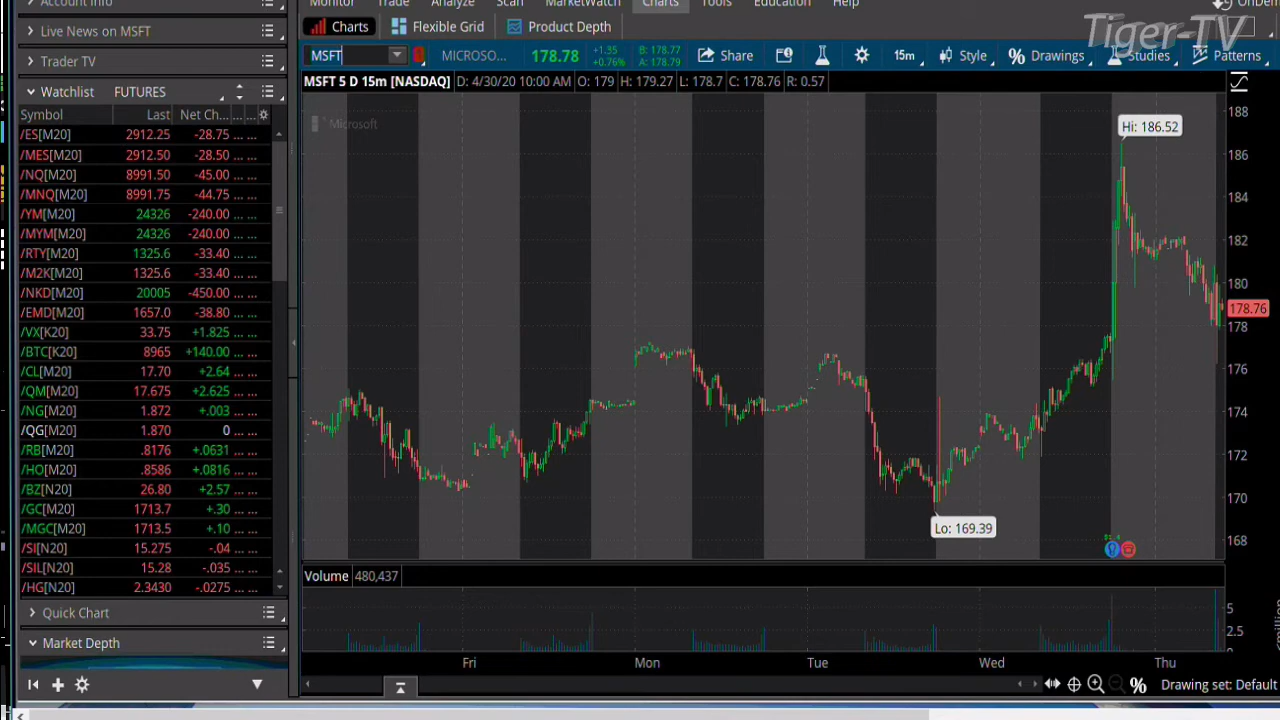 Account Info
Monitor Trade Analyze Scan MarketWatch Charts Tools Education Help OnDem
Live News on MSFT
Charts Flexible Grid Product Depth
Tiger-TV
Trader TV
MSFT MICROSO... 178.78 +1.35 +0.76% B: 178.77 A: 178.79 Share 15m Style Drawings Studies Patterns
Watchlist FUTURES
MSFT 5 D 15m [NASDAQ] D: 4/30/20 10:00 AM O: 179 H: 179.27 L: 178.7 C: 178.76 R: 0.57
Symbol Last Net Ch... ... ...
/ES[M20] 2912.25 -28.75 ... ...
/MES[M20] 2912.50 -28.50 ... ...
/NQ[M20] 8991.50 -45.00 ... ...
/MNQ[M20] 8991.75 -44.75 ... ...
/YM[M20] 24326 -240.00 ... ...
/MYM[M20] 24326 -240.00 ... ...
/RTY[M20] 1325.6 -33.40 ... ...
/M2K[M20] 1325.6 -33.40 ... ...
/NKD[M20] 20005 -450.00 ... ...
/EMD[M20] 1657.0 -38.80 ... ...
/VX[K20] 33.75 +1.825 ... ...
/BTC[K20] 8965 +140.00 ... ...
/CL[M20] 17.70 +2.64 ... ...
/QM[M20] 17.675 +2.625 ... ...
/NG[M20] 1.872 +.003 ... ...
/QG[M20] 1.870 0 ... ...
/RB[M20] .8176 +.0631 ... ...
/HO[M20] .8586 +.0816 ... ...
/BZ[N20] 26.80 +2.57 ... ...
/GC[M20] 1713.7 +.30 ... ...
/MGC[M20] 1713.5 +.10 ... ...
/SI[N20] 15.275 -.04 ... ...
/SIL[N20] 15.28 -.035 ... ...
/HG[N20] 2.3430 -.0275 ... ...
Quick Chart
Market Depth
Microsoft
Hi: 186.52
Lo: 169.39
188
186
184
182
180
178.76
178
176
174
172
170
168
Volume 480,437
5
2.5
0
Fri Mon Tue Wed Thu
% Drawing set: Default